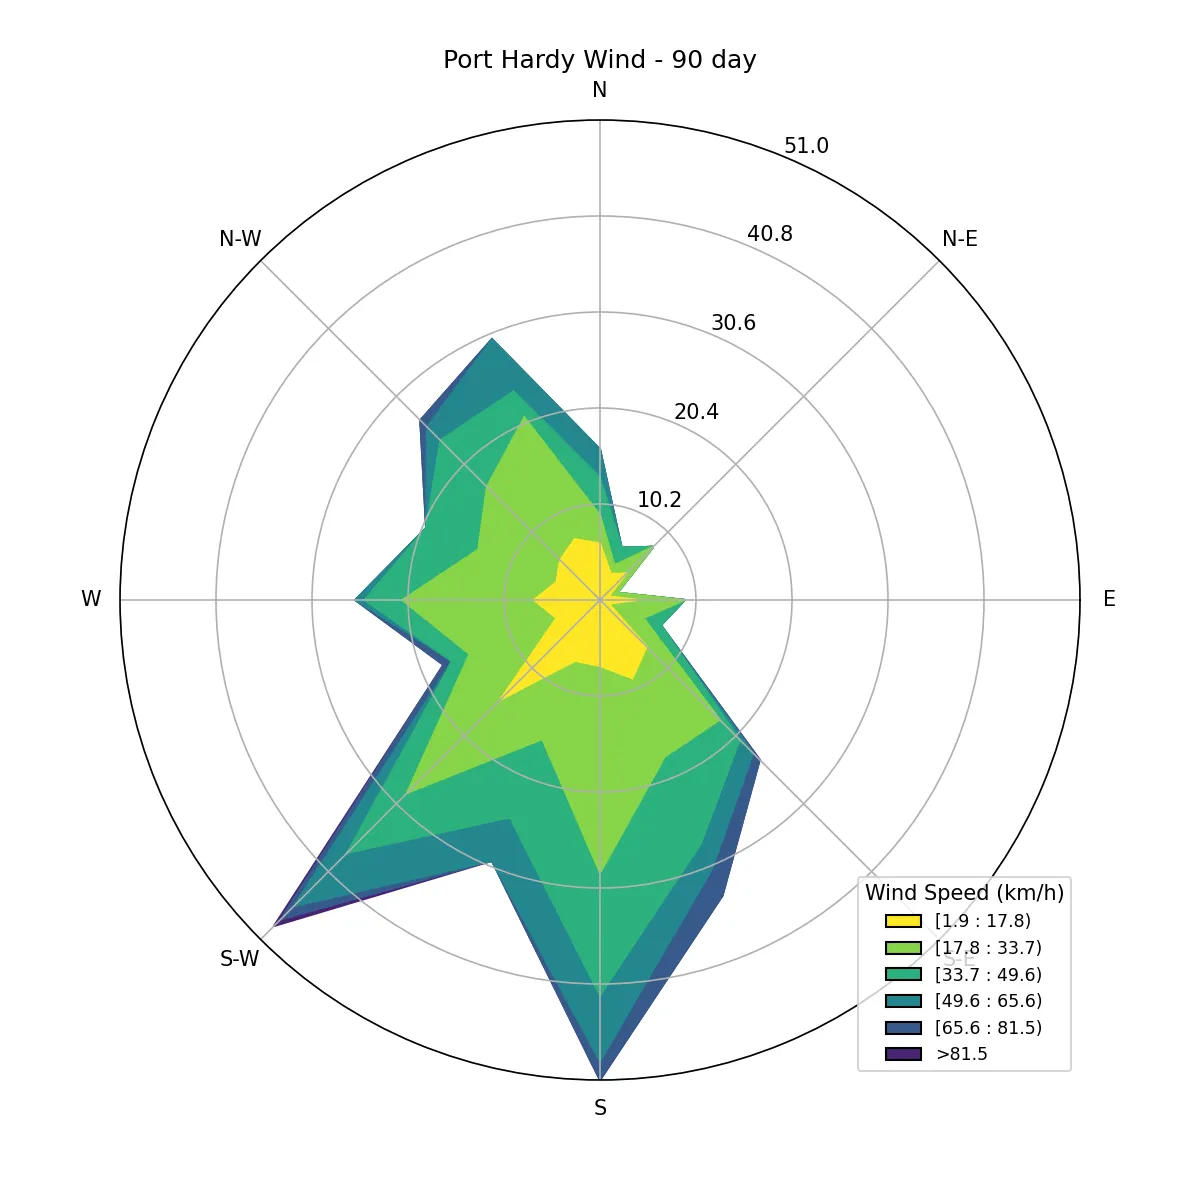 Port Hardy Wind - 90 day
N
51.0
40.8
N-W
N-E
30.6
20.4
10.2
W
E
S-W
S-E
S
Wind Speed (km/h)
[1.9 : 17.8)
[17.8 : 33.7)
[33.7 : 49.6)
[49.6 : 65.6)
[65.6 : 81.5)
>81.5